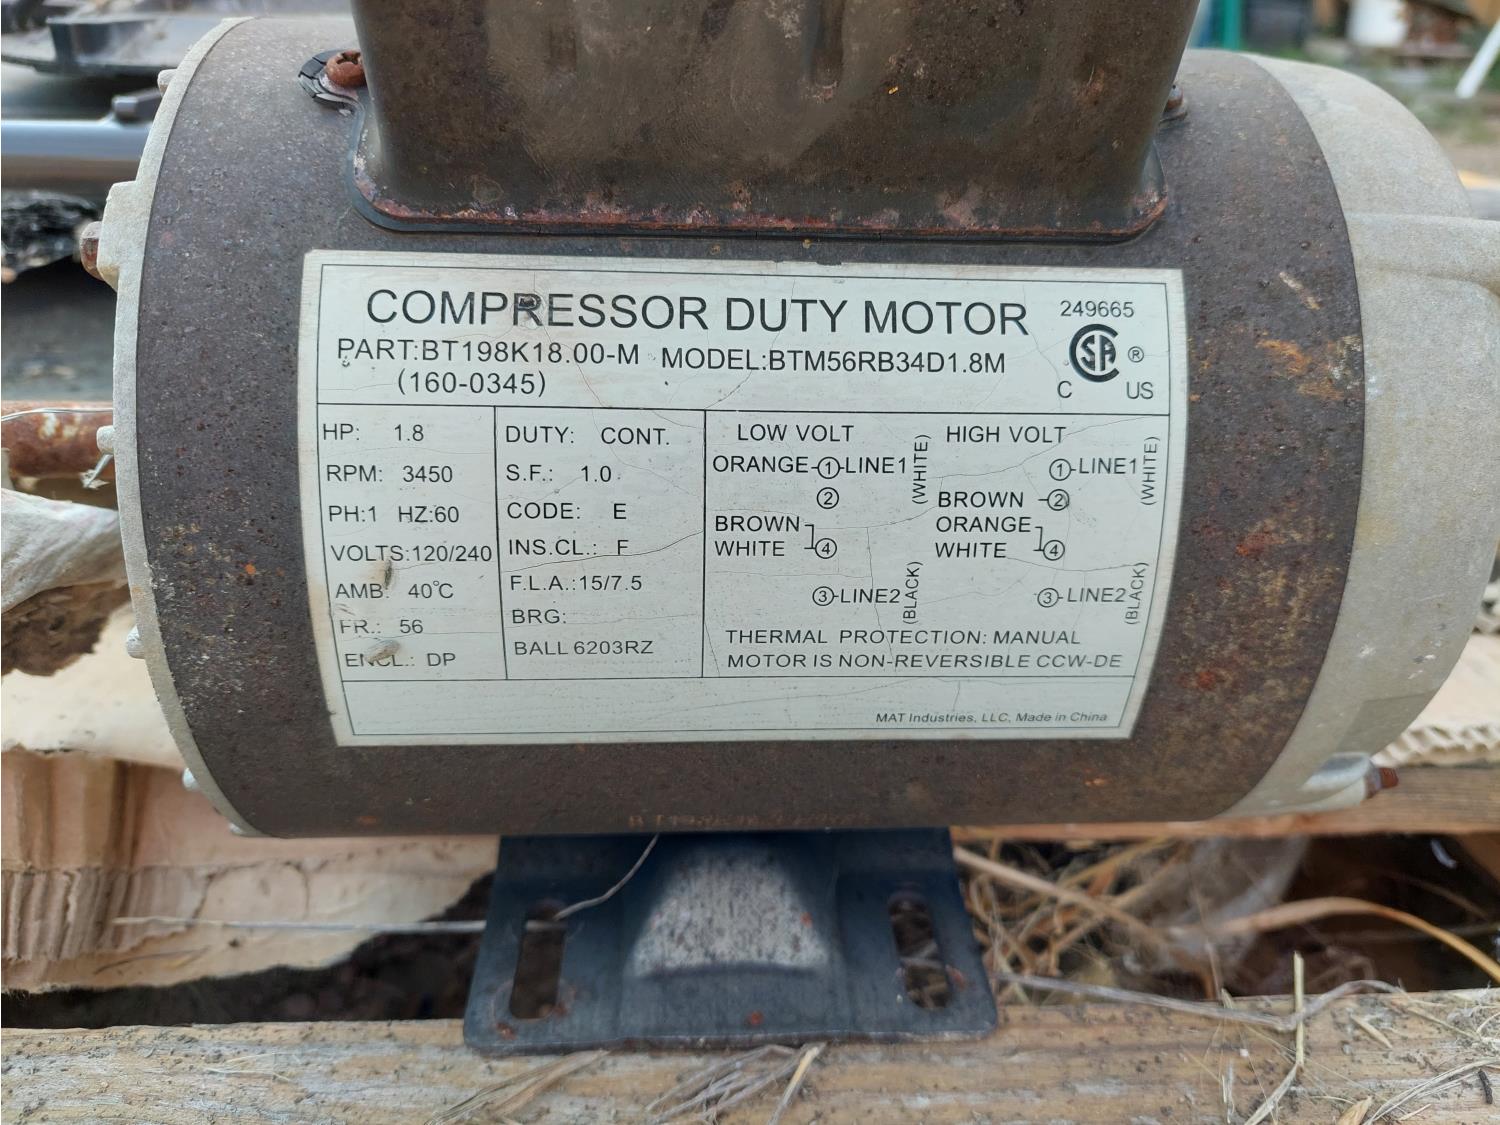 COMPRESSOR DUTY MOTOR
249665
PART:BT198K18.00-M MODEL:BTM56RB34D1.8M
(160-0345)
SA ®
C US
HP: 1.8
RPM: 3450
PH:1 HZ:60
VOLTS:120/240
AMB: 40°C
FR.: 56
ENCL.: DP
DUTY: CONT.
S.F.: 1.0
CODE: E
INS.CL.: F
F.L.A.:15/7.5
BRG:
BALL 6203RZ
LOW VOLT
ORANGE-①-LINE1 (WHITE)
②
BROWN
WHITE ④
③-LINE2 (BLACK)
HIGH VOLT
①-LINE1 (WHITE)
BROWN -②
ORANGE
WHITE ④
③-LINE2 (BLACK)
THERMAL PROTECTION: MANUAL
MOTOR IS NON-REVERSIBLE CCW-DE
MAT Industries, LLC, Made in China